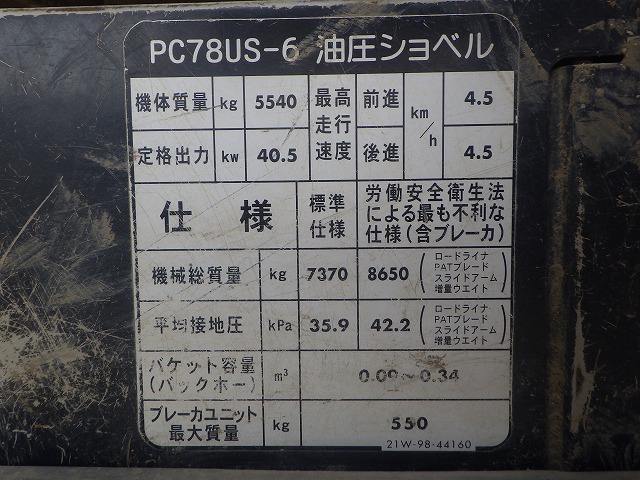 PC78US-6 油圧ショベル
機体質量 kg 5540 最高走行速度 前進 km/h 4.5
定格出力 kw 40.5 後進 4.5
仕様 標準仕様 労働安全衛生法による最も不利な仕様(含ブレーカ)
機械総質量 kg 7370 8650 (ロードライナ PATブレード スライドアーム 増量ウエイト)
平均接地圧 kPa 35.9 42.2 (ロードライナ PATブレード スライドアーム 増量ウエイト)
バケット容量(バックホー) m³ 0.09~0.34
ブレーカユニット最大質量 kg 550
21W-98-44160